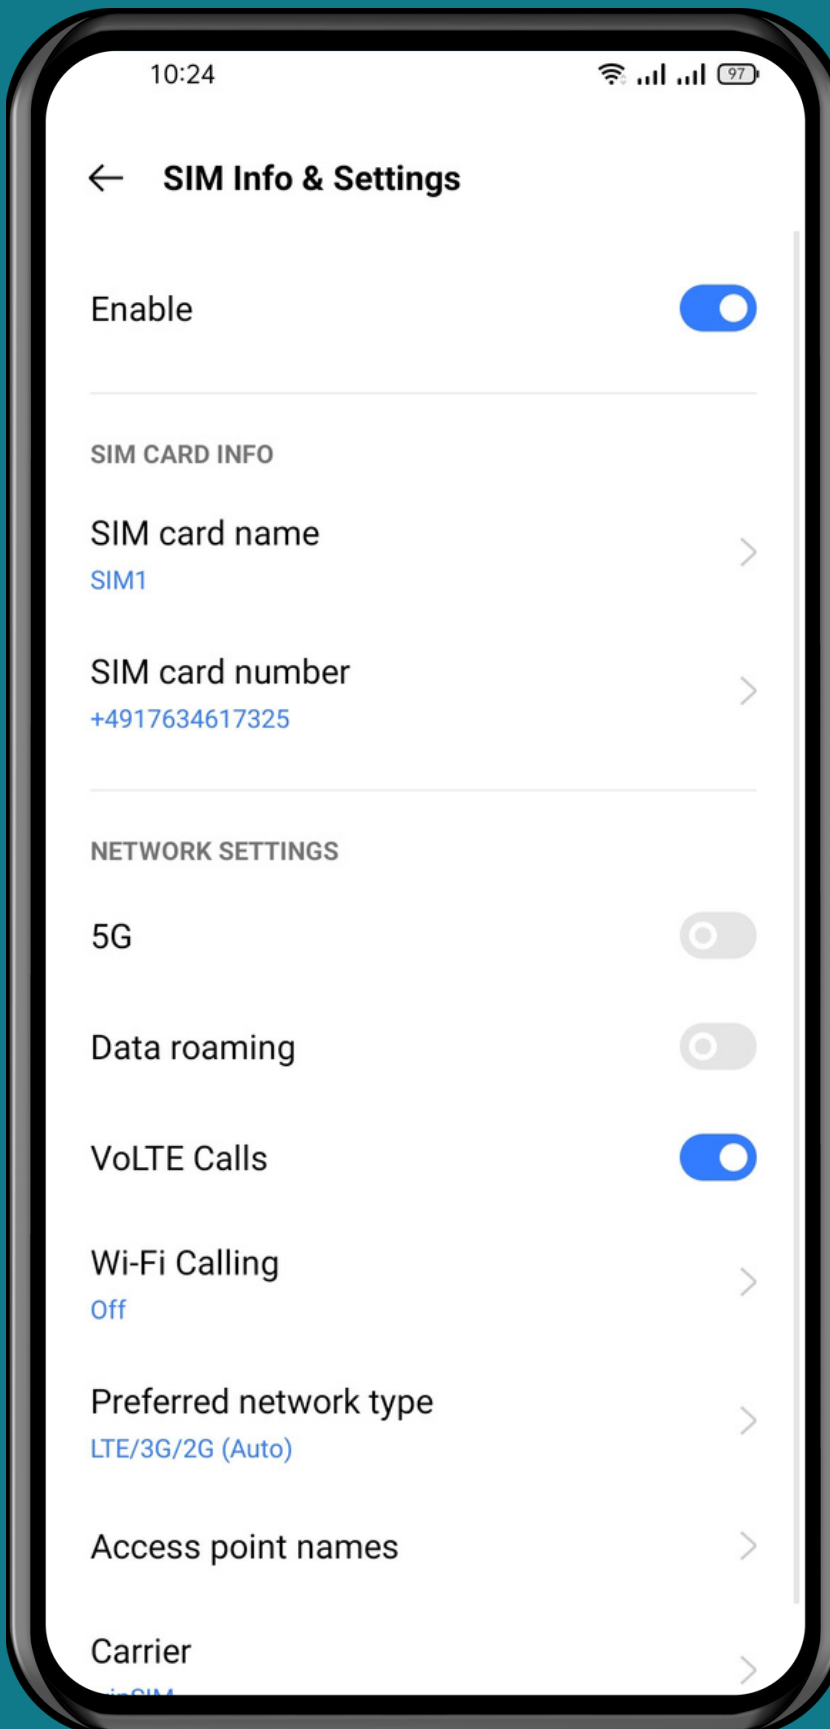 10:24
97
SIM Info & Settings
Enable
SIM CARD INFO
SIM card name
SIM1
SIM card number
+4917634617325
NETWORK SETTINGS
5G
Data roaming
VoLTE Calls
Wi-Fi Calling
Off
Preferred network type
LTE/3G/2G (Auto)
Access point names
Carrier